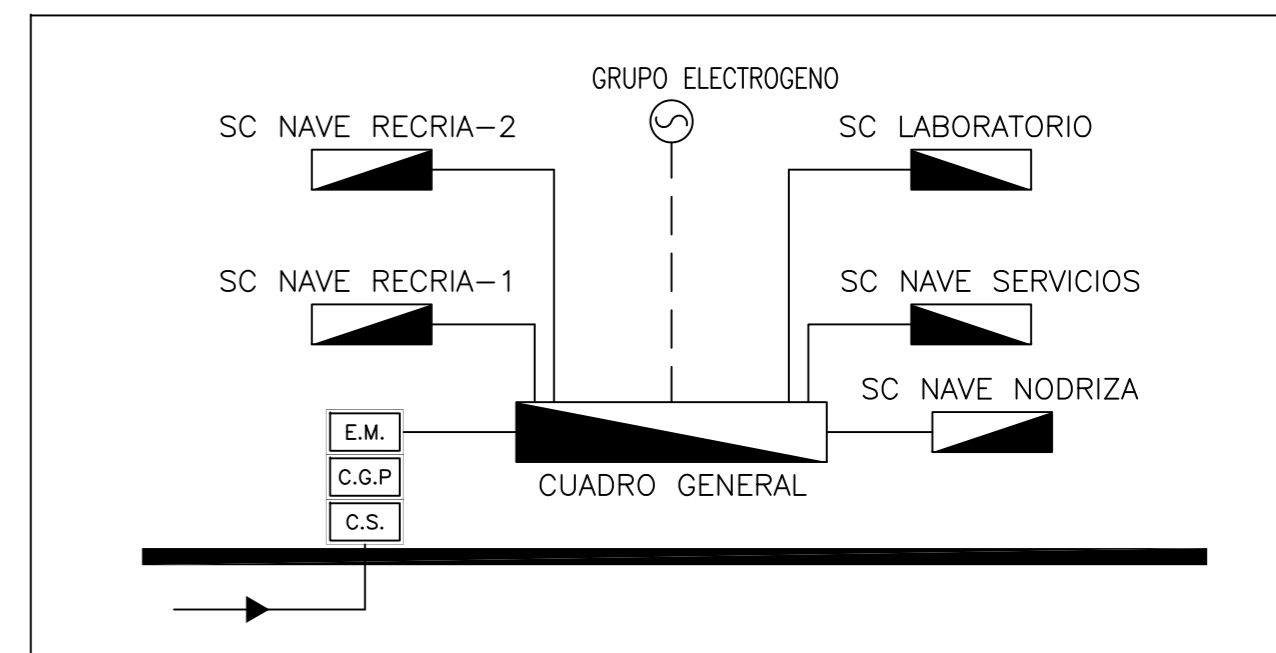 GRUPO ELECTROGENO
SC NAVE RECRIA-2
SC LABORATORIO
SC NAVE RECRIA-1
SC NAVE SERVICIOS
SC NAVE NODRIZA
E.M.
C.G.P
C.S.
CUADRO GENERAL